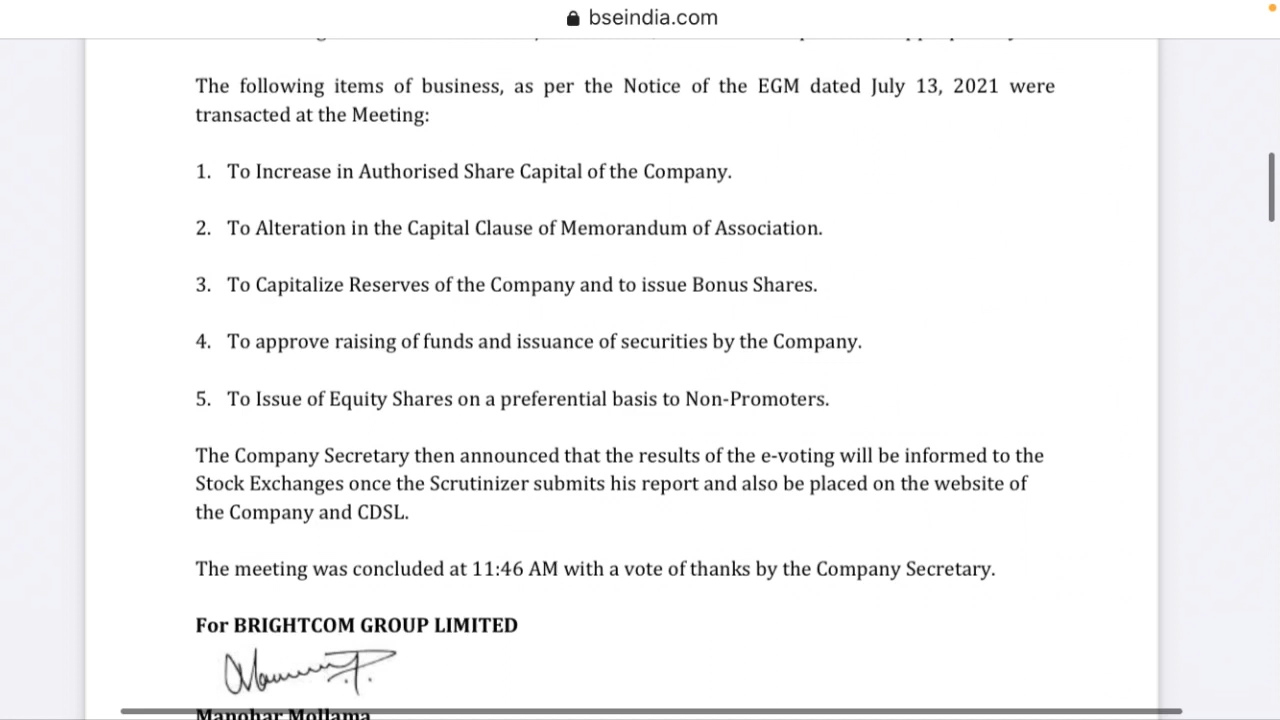 bseindia.com
The following items of business, as per the Notice of the EGM dated July 13, 2021 were
transacted at the Meeting:
1. To Increase in Authorised Share Capital of the Company.
2. To Alteration in the Capital Clause of Memorandum of Association.
3. To Capitalize Reserves of the Company and to issue Bonus Shares.
4. To approve raising of funds and issuance of securities by the Company.
5. To Issue of Equity Shares on a preferential basis to Non-Promoters.
The Company Secretary then announced that the results of the e-voting will be informed to the
Stock Exchanges once the Scrutinizer submits his report and also be placed on the website of
the Company and CDSL.
The meeting was concluded at 11:46 AM with a vote of thanks by the Company Secretary.
For BRIGHTCOM GROUP LIMITED
Manohar Mollama